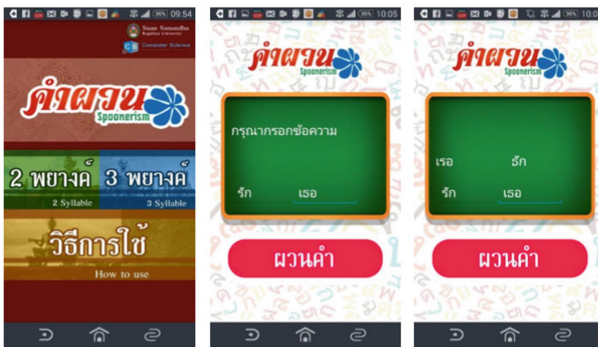 09:54
Suan Sunandha
Rajabhat University
CS Computer Science
คำผวน
Spoonerism
2 พยางค์
2 Syllable
3 พยางค์
3 Syllable
วิธีการใช้
How to use
10:05
คำผวน
Spoonerism
กรุณากรอกข้อความ
รัก เธอ
ผวนคำ
คำผวน
Spoonerism
เรอ ธัก
รัก เธอ
ผวนคำ